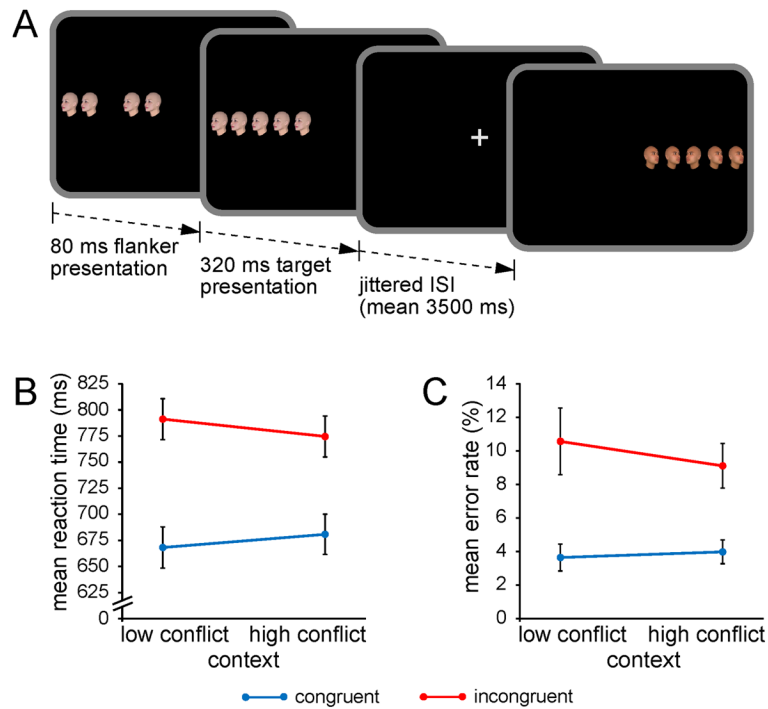 A
80 ms flanker
presentation
320 ms target
presentation
jittered ISI
(mean 3500 ms)
B
mean reaction time (ms)
825
800
775
750
725
700
675
650
625
0
low conflict high conflict
context
C
mean error rate (%)
14
12
10
8
6
4
2
0
low conflict high conflict
context
congruent incongruent